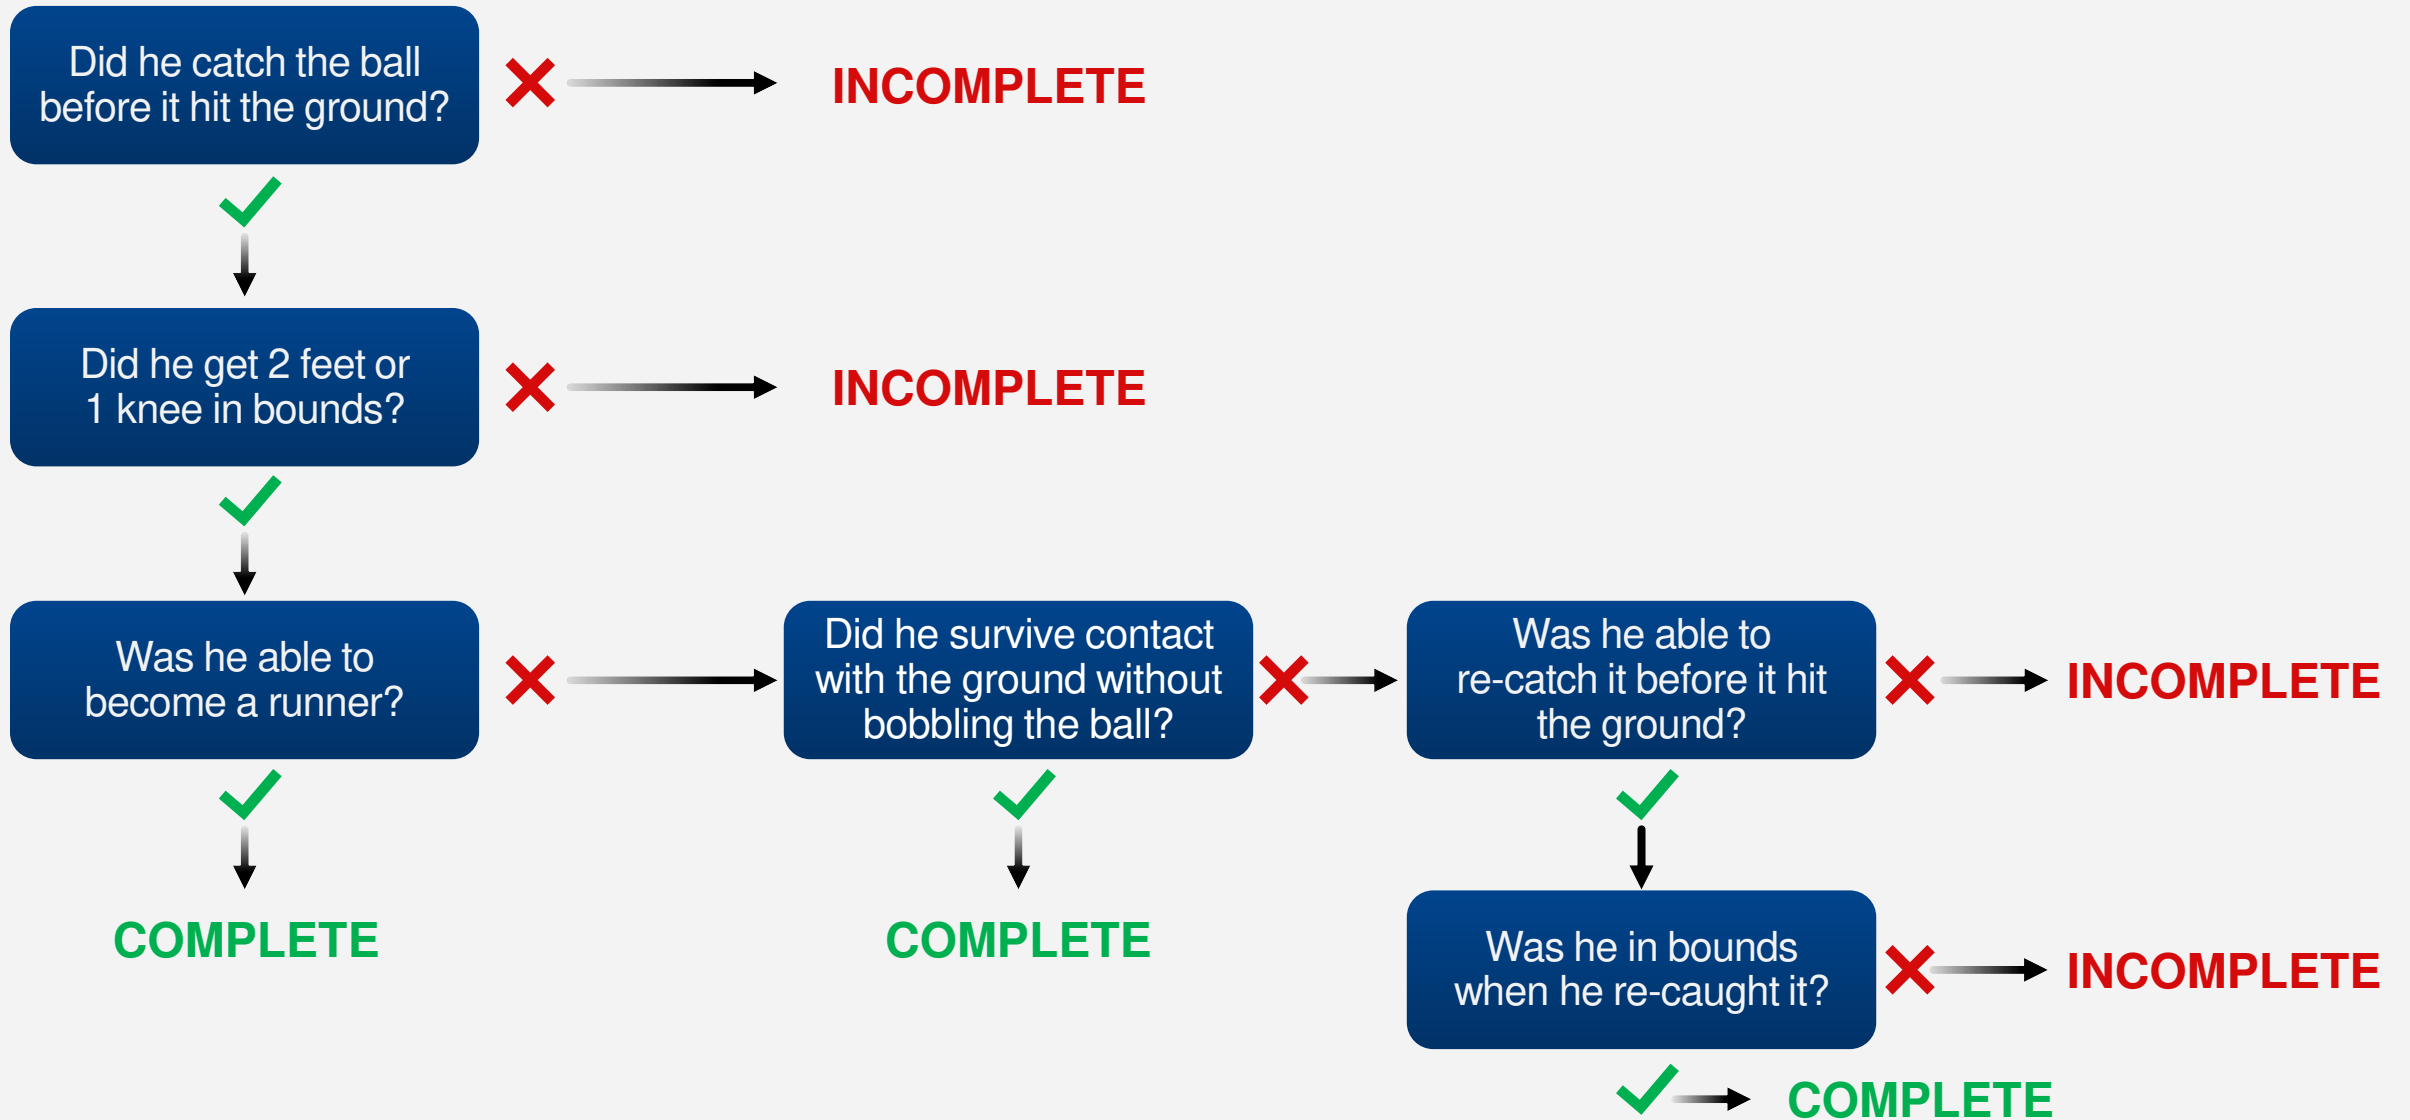 Did he catch the ball
before it hit the ground?
INCOMPLETE
Did he get 2 feet or
1 knee in bounds?
INCOMPLETE
Was he able to
become a runner?
Did he survive contact
with the ground without
bobbling the ball?
Was he able to
re-catch it before it hit
the ground?
INCOMPLETE
COMPLETE
COMPLETE
Was he in bounds
when he re-caught it?
INCOMPLETE
COMPLETE